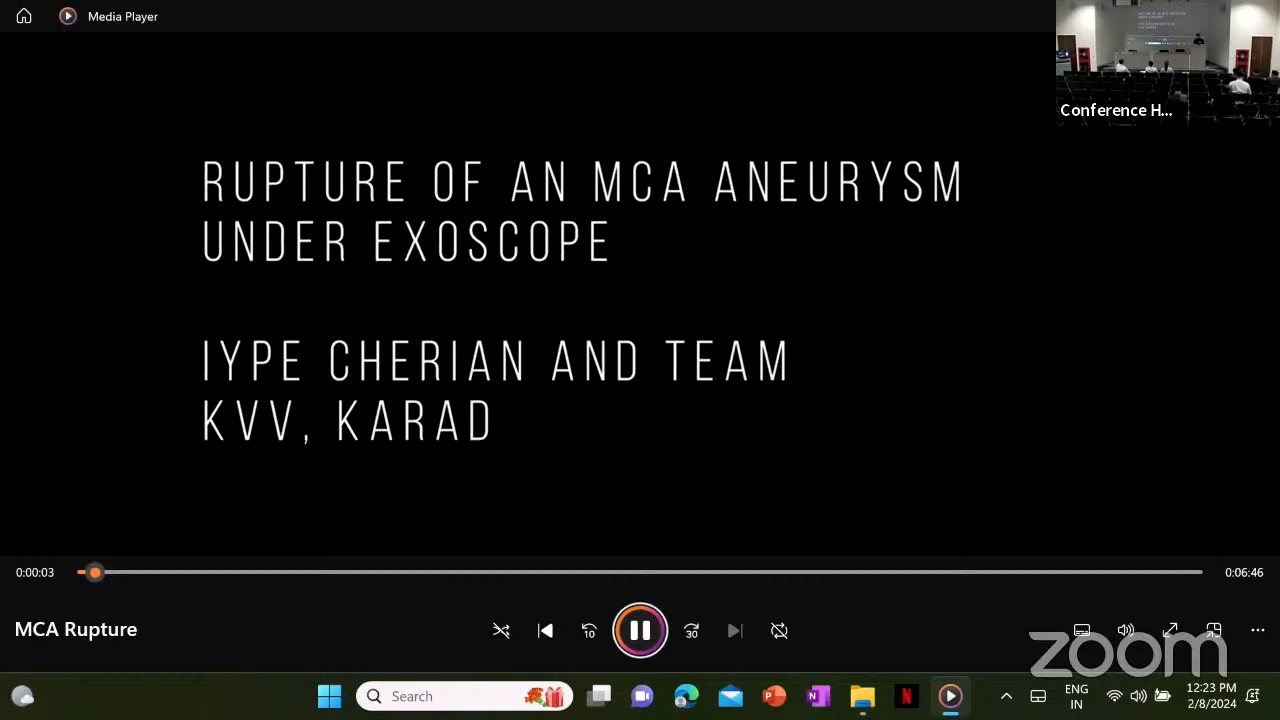 Media Player
Conference H...
RUPTURE OF AN MCA ANEURYSM
UNDER EXOSCOPE
IYPE CHERIAN AND TEAM
KVV, KARAD
0:00:03
0:06:46
MCA Rupture
10
30
zoom
Search
ENG
IN
12:23 PM
2/8/2024